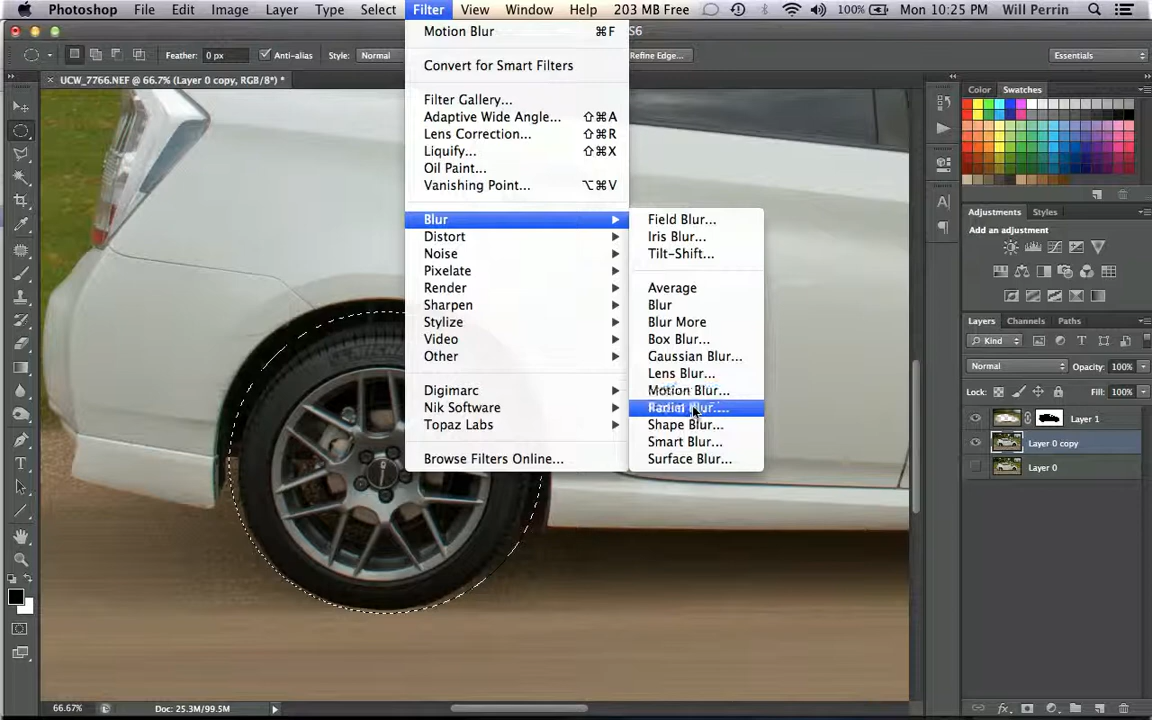 Photoshop File Edit Image Layer Type Select Filter View Window Help 203 MB Free 100% Mon 10:25 PM Will Perrin
S6
Feather: 0 px Anti-alias Style: Normal Refine Edge... Essentials
UCW_7766.NEF @ 66.7% (Layer 0 copy, RGB/8*) *
Motion Blur ⌘F
Convert for Smart Filters
Filter Gallery...
Adaptive Wide Angle... ⇧⌘A
Lens Correction... ⇧⌘R
Liquify... ⇧⌘X
Oil Paint...
Vanishing Point... ⌥⌘V
Blur
Distort
Noise
Pixelate
Render
Sharpen
Stylize
Video
Other
Digimarc
Nik Software
Topaz Labs
Browse Filters Online...
Field Blur...
Iris Blur...
Tilt-Shift...
Average
Blur
Blur More
Box Blur...
Gaussian Blur...
Lens Blur...
Motion Blur...
Radial Blur...
Shape Blur...
Smart Blur...
Surface Blur...
Color Swatches
Adjustments Styles
Add an adjustment
Layers Channels Paths
Kind
Normal Opacity: 100%
Lock: Fill: 100%
Layer 1
Layer 0 copy
Layer 0
fx
66.67% Doc: 25.3M/99.5M